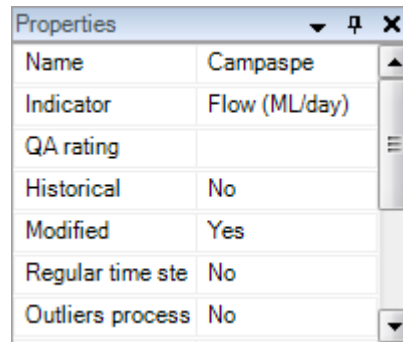 Properties
Name Campaspe
Indicator Flow (ML/day)
QA rating
Historical No
Modified Yes
Regular time ste No
Outliers process No